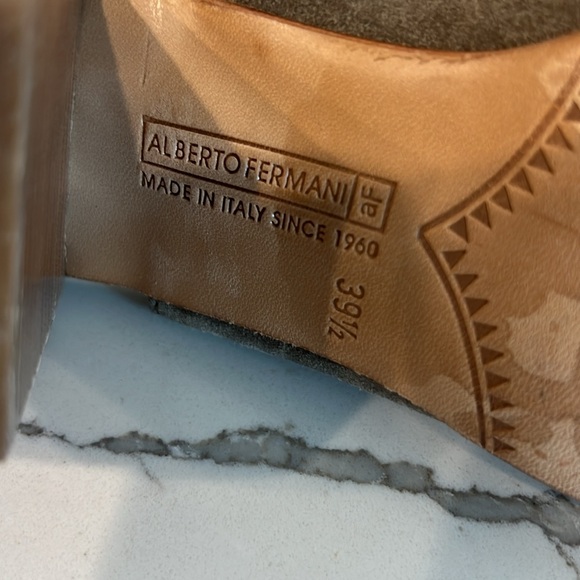 ALBERTO FERMANI aF
MADE IN ITALY SINCE 1960
39½